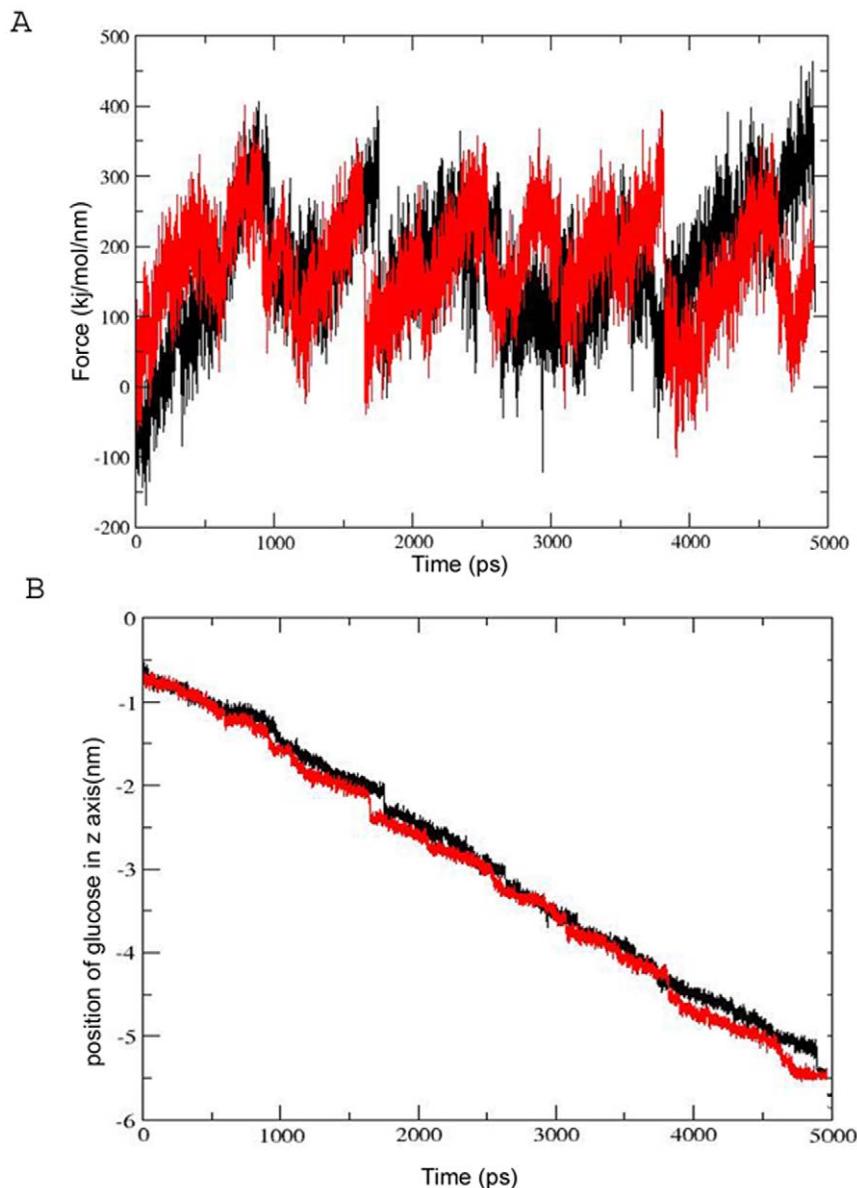 A
500
400
300
200
100
0
-100
-200
Force (kj/mol/nm)
0 1000 2000 3000 4000 5000
Time (ps)
B
0
-1
-2
-3
-4
-5
-6
position of glucose in z axis(nm)
0 1000 2000 3000 4000 5000
Time (ps)